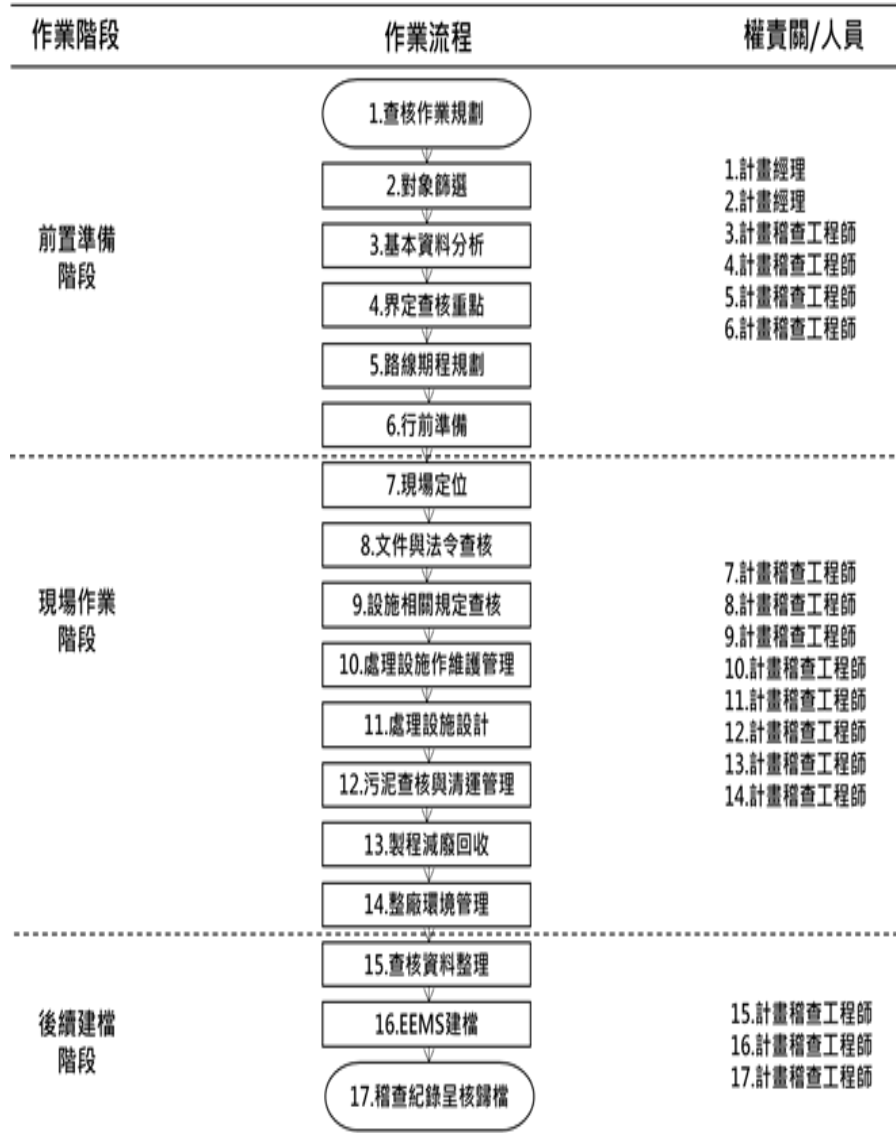 作業階段
作業流程
權責關/人員
前置準備
階段
1.查核作業規劃
2.對象篩選
3.基本資料分析
4.界定查核重點
5.路線期程規劃
6.行前準備
1.計畫經理
2.計畫經理
3.計畫稽查工程師
4.計畫稽查工程師
5.計畫稽查工程師
6.計畫稽查工程師
現場作業
階段
7.現場定位
8.文件與法令查核
9.設施相關規定查核
10.處理設施作維護管理
11.處理設施設計
12.污泥查核與清運管理
13.製程減廢回收
14.整廠環境管理
7.計畫稽查工程師
8.計畫稽查工程師
9.計畫稽查工程師
10.計畫稽查工程師
11.計畫稽查工程師
12.計畫稽查工程師
13.計畫稽查工程師
14.計畫稽查工程師
後續建檔
階段
15.查核資料整理
16.EEMS建檔
17.稽查紀錄呈核歸檔
15.計畫稽查工程師
16.計畫稽查工程師
17.計畫稽查工程師